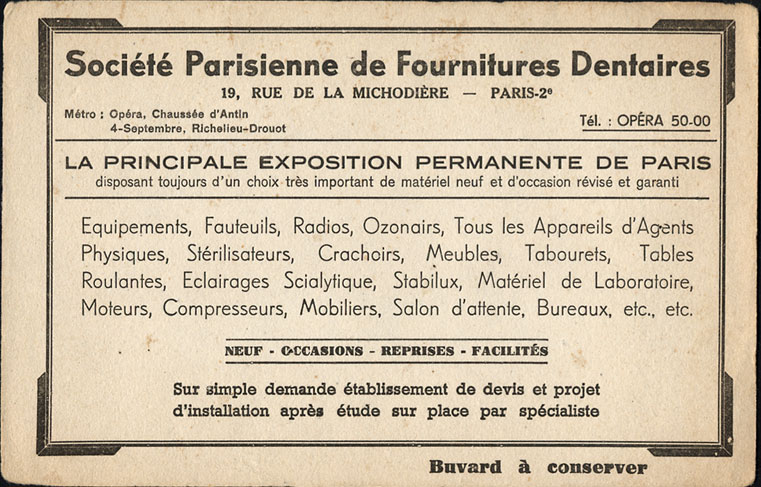 Société Parisienne de Fournitures Dentaires
19, RUE DE LA MICHODIÈRE — PARIS-2e
Métro : Opéra, Chaussée d'Antin
4-Septembre, Richelieu-Drouot
Tél. : OPÉRA 50-00
LA PRINCIPALE EXPOSITION PERMANENTE DE PARIS
disposant toujours d'un choix très important de matériel neuf et d'occasion révisé et garanti
Equipements, Fauteuils, Radios, Ozonairs, Tous les Appareils d'Agents
Physiques, Stérilisateurs, Crachoirs, Meubles, Tabourets, Tables
Roulantes, Eclairages Scialytique, Stabilux, Matériel de Laboratoire,
Moteurs, Compresseurs, Mobiliers, Salon d'attente, Bureaux, etc., etc.
NEUF - OCCASIONS - REPRISES - FACILITÉS
Sur simple demande établissement de devis et projet
d'installation après étude sur place par spécialiste
Buvard à conserver